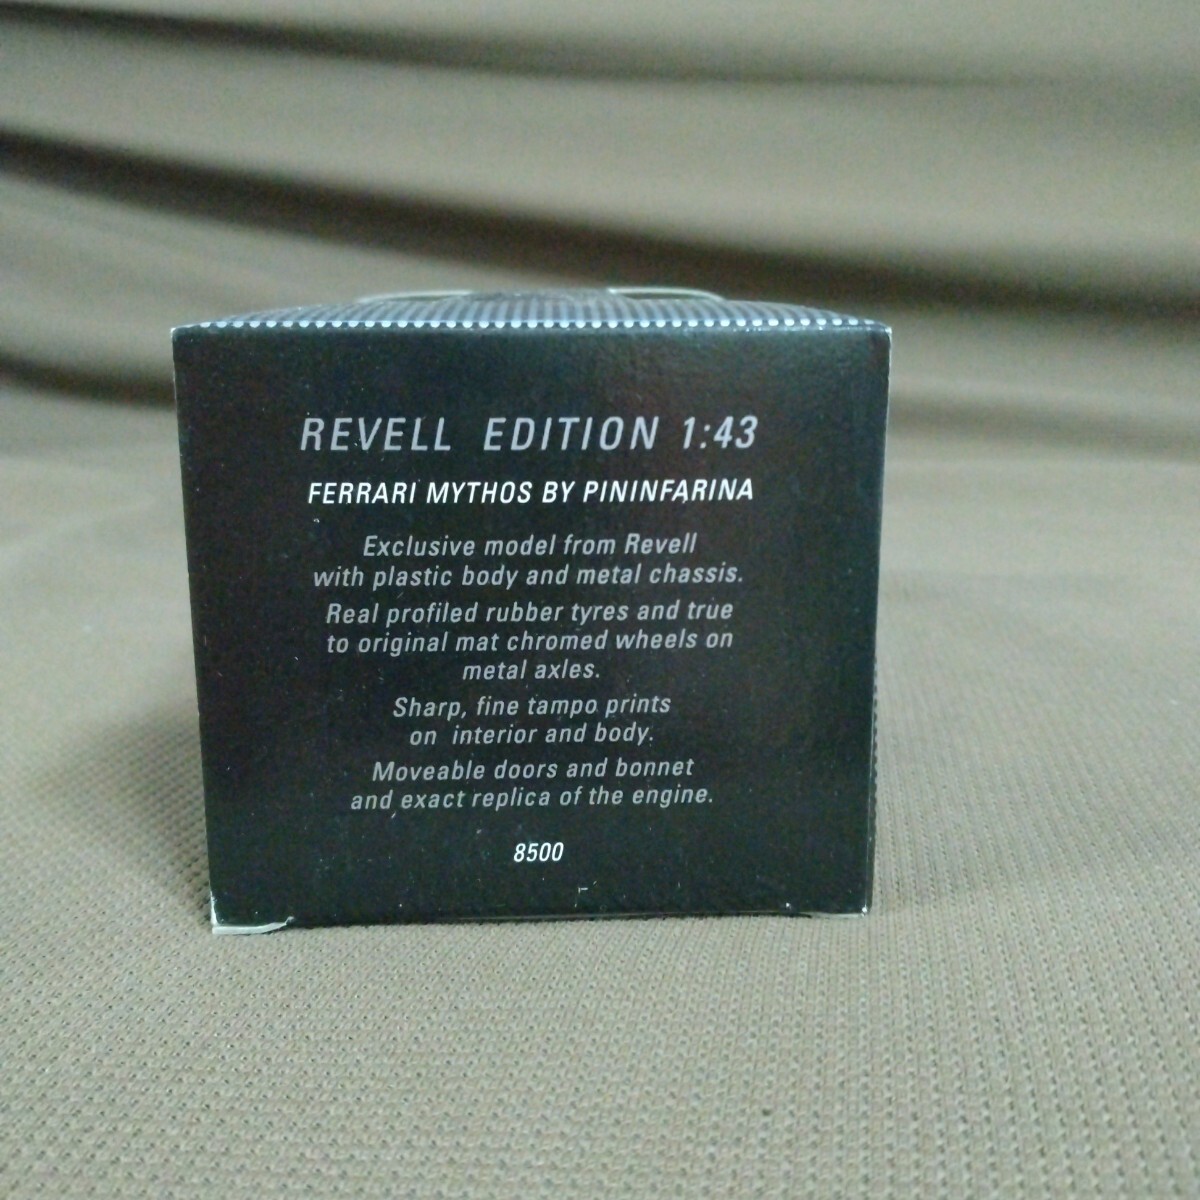 REVELL EDITION 1:43
FERRARI MYTHOS BY PININFARINA
Exclusive model from Revell
with plastic body and metal chassis.
Real profiled rubber tyres and true
to original mat chromed wheels on
metal axles.
Sharp, fine tampo prints
on interior and body.
Moveable doors and bonnet
and exact replica of the engine.
8500